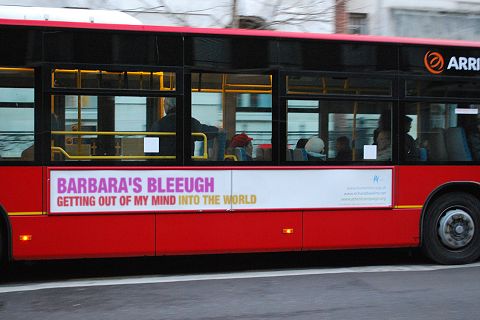 ARRI
BARBARA'S BLEEUGH
GETTING OUT OF MY MIND INTO THE WORLD